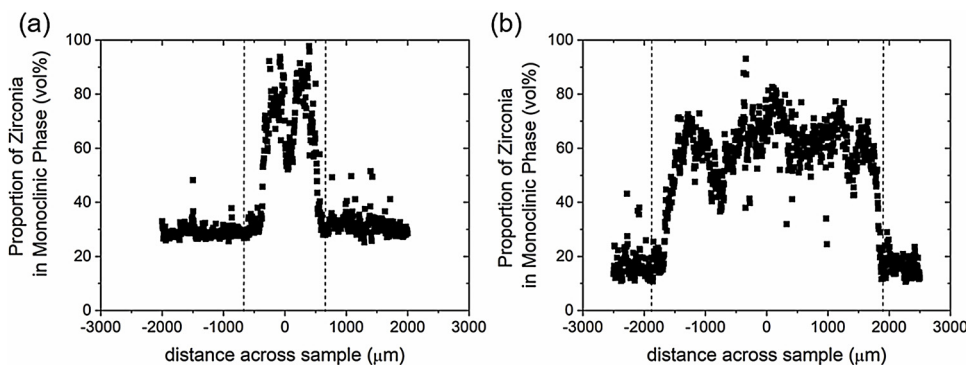 (a)
100
80
60
40
20
0
Proportion of Zirconia
in Monoclinic Phase (vol%)
-3000 -2000 -1000 0 1000 2000 3000
distance across sample (μm)
(b)
100
80
60
40
20
0
Proportion of Zirconia
in Monoclinic Phase (vol%)
-3000 -2000 -1000 0 1000 2000 3000
distance across sample (μm)